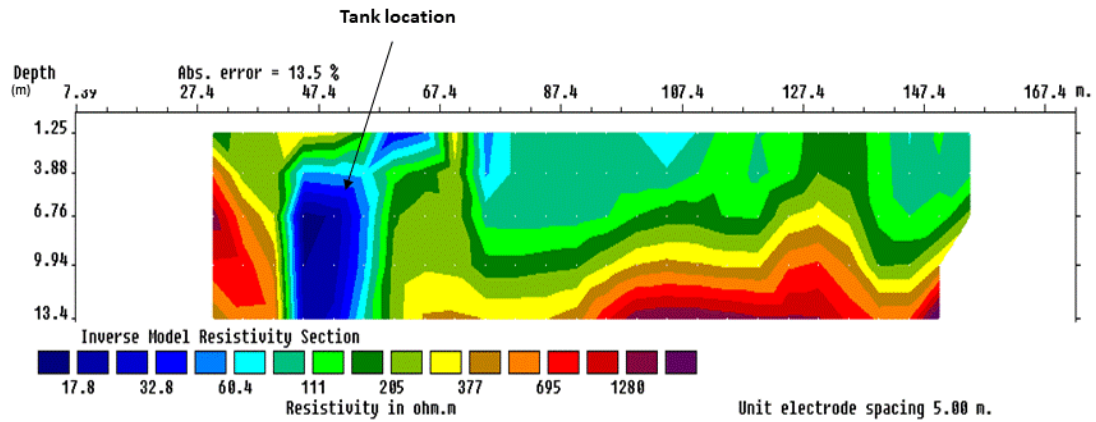 Tank location
Depth Abs. error = 13.5 %
(m) 7.39 27.4 47.4 67.4 87.4 107.4 127.4 147.4 167.4 m.
1.25
3.88
6.76
9.94
13.4
Inverse Model Resistivity Section
17.8 32.8 60.4 111 205 377 695 1280
Resistivity in ohm.m Unit electrode spacing 5.00 m.